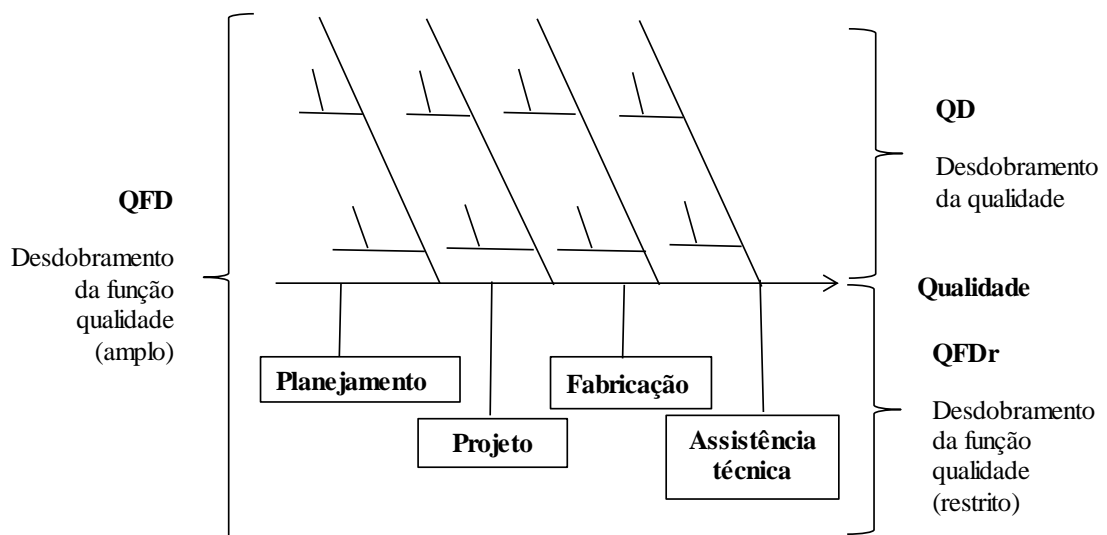 QFD
Desdobramento
da função
qualidade
(amplo)
Planejamento
Projeto
Fabricação
Assistência
técnica
QD
Desdobramento
da qualidade
Qualidade
QFDr
Desdobramento
da função
qualidade
(restrito)